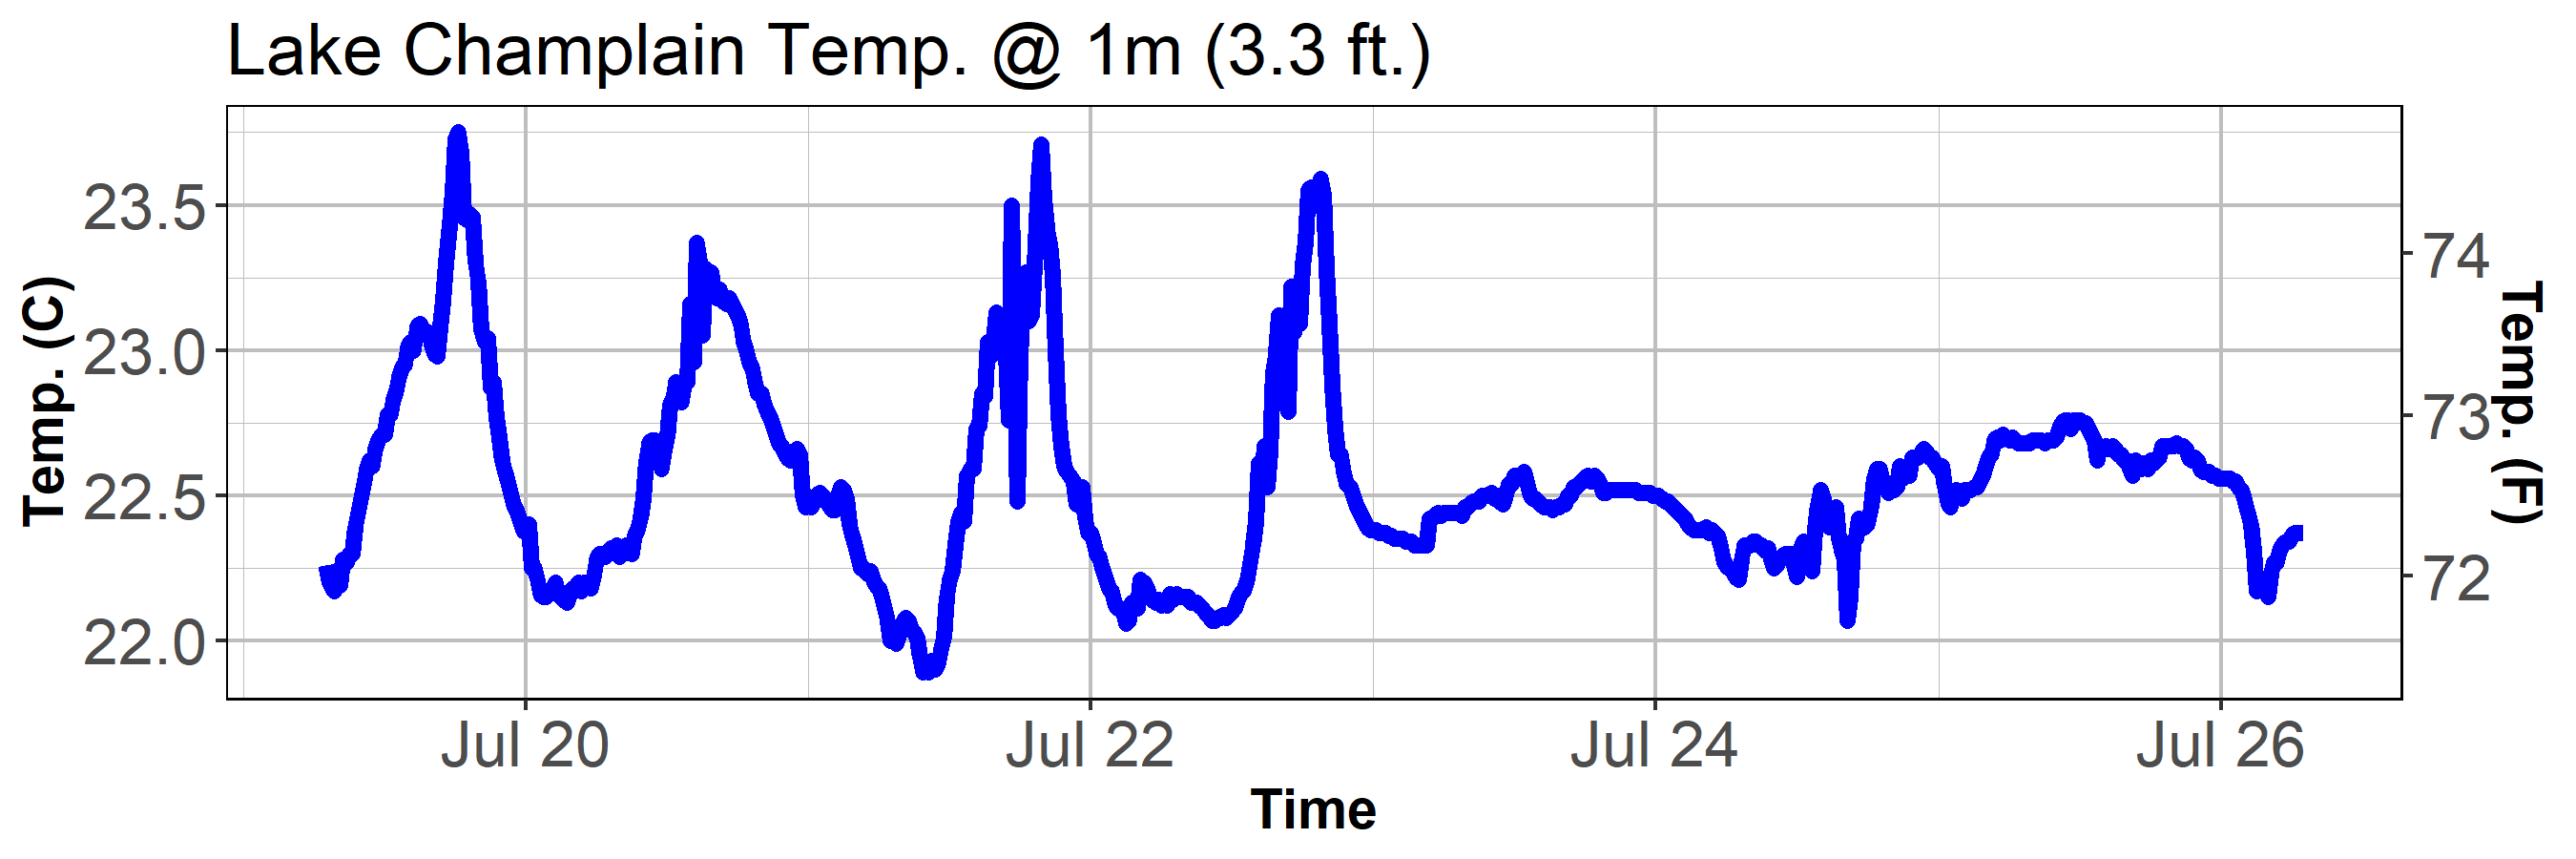 Lake Champlain Temp. @ 1m (3.3 ft.)
Temp. (C)
23.5
23.0
22.5
22.0
74
73
72
Temp. (F)
Jul 20
Jul 22
Jul 24
Jul 26
Time